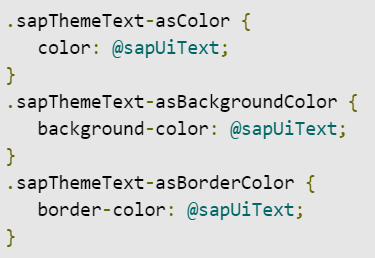 .sapThemeText-asColor {
   color: @sapUiText;
}
.sapThemeText-asBackgroundColor {
   background-color: @sapUiText;
}
.sapThemeText-asBorderColor {
   border-color: @sapUiText;
}